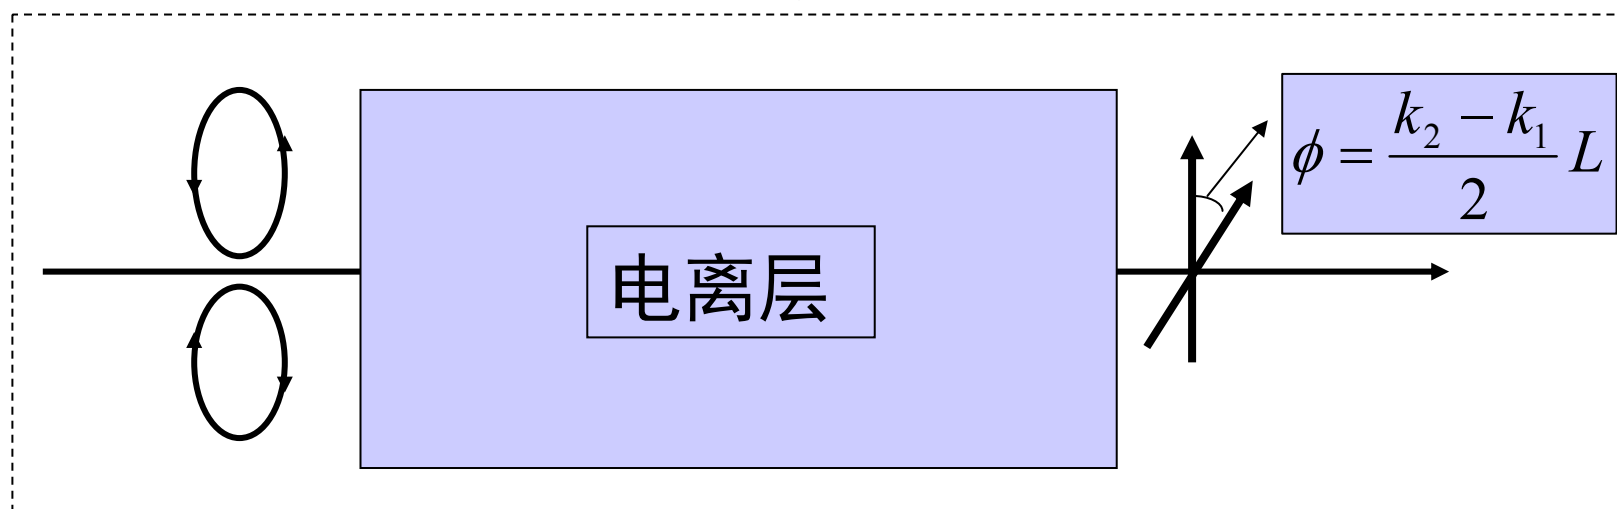 电离层
ϕ = (k₂ − k₁)/2 L